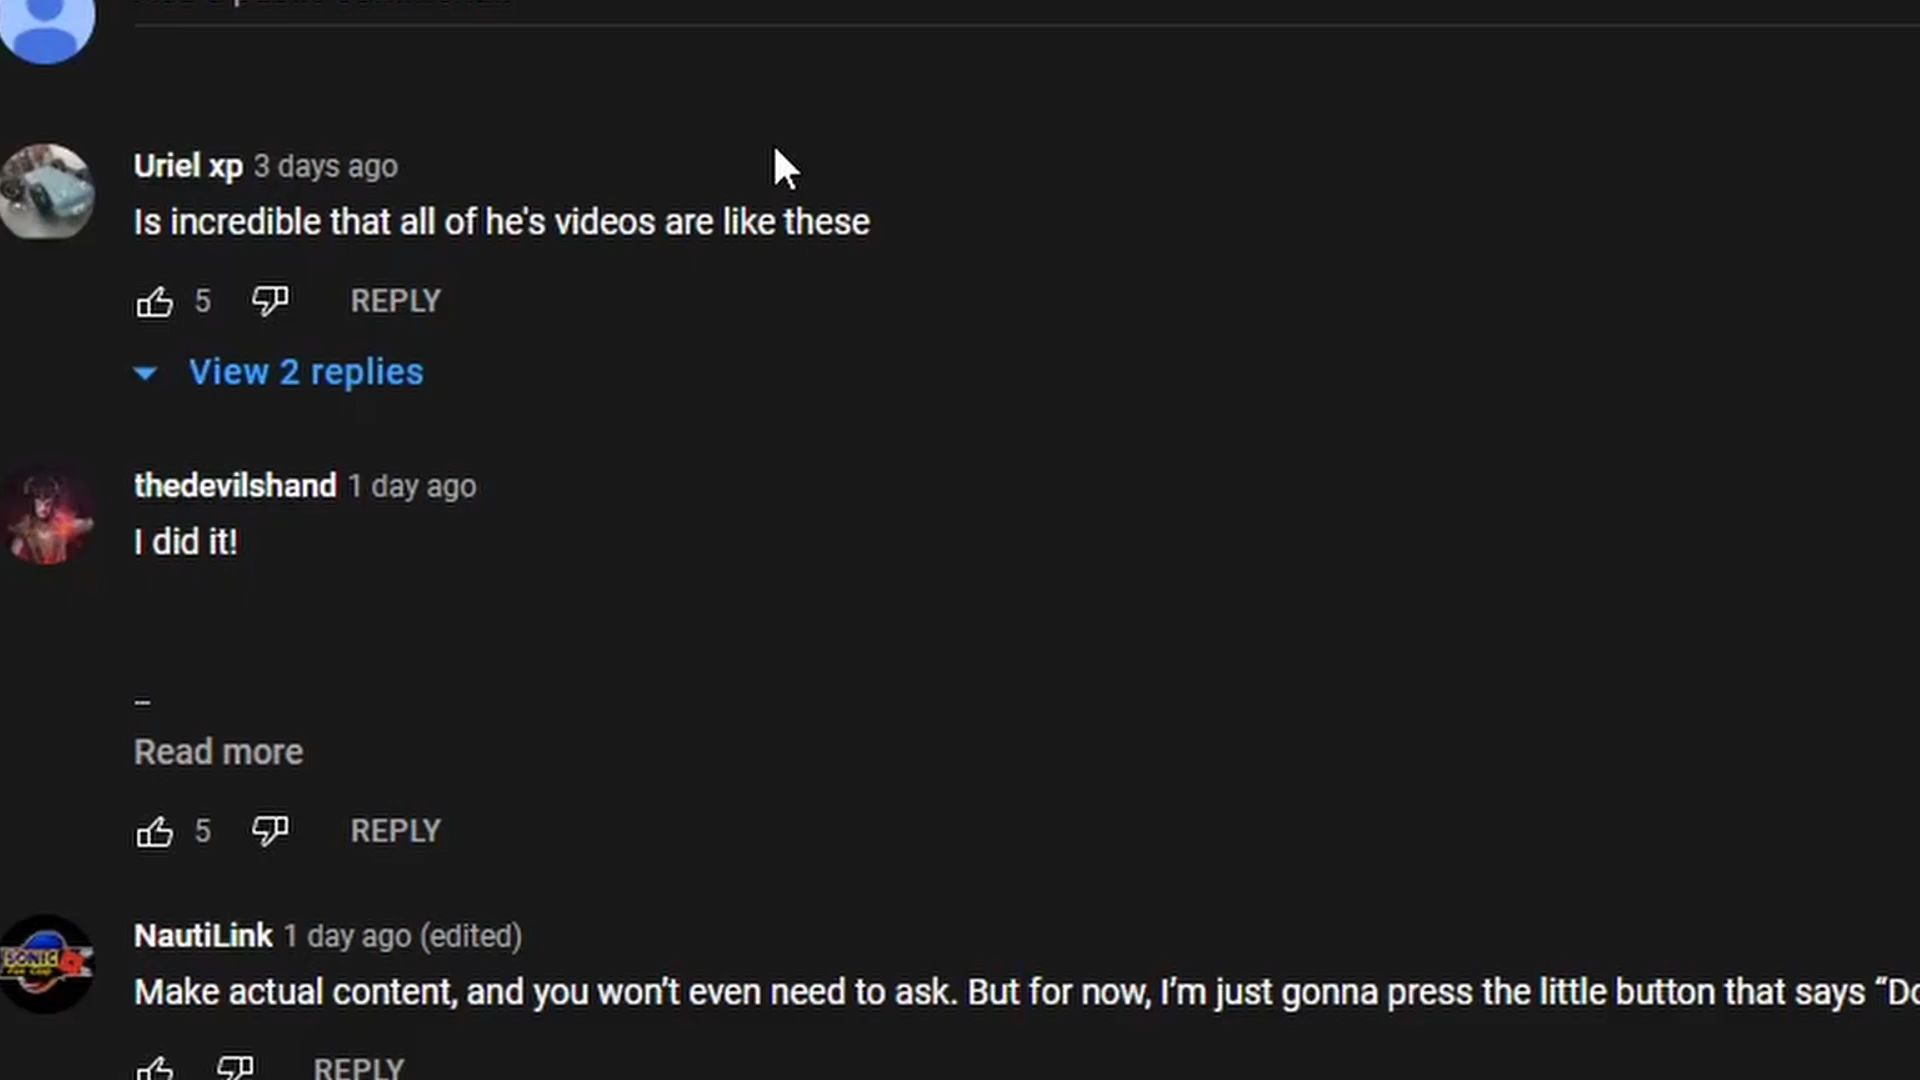 Uriel xp 3 days ago
Is incredible that all of he's videos are like these
5 REPLY
View 2 replies
thedevilshand 1 day ago
I did it!
–
Read more
5 REPLY
SONIC
NautiLink 1 day ago (edited)
Make actual content, and you won’t even need to ask. But for now, I’m just gonna press the little button that says “Do
REPLY